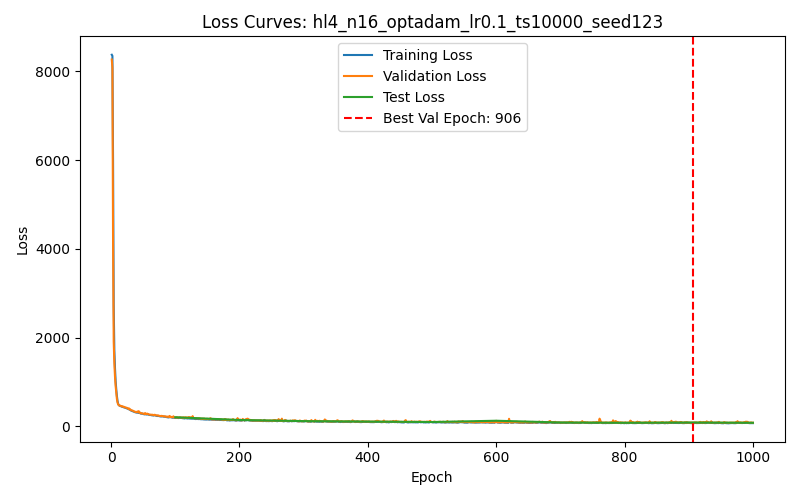 Loss Curves: hl4_n16_optadam_lr0.1_ts10000_seed123
Training Loss
Validation Loss
Test Loss
Best Val Epoch: 906
Loss
8000
6000
4000
2000
0
0 200 400 600 800 1000
Epoch